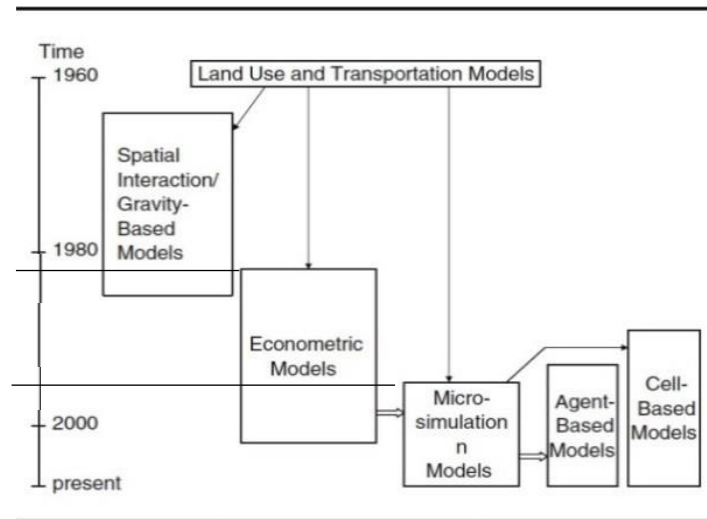 Time
1960
Land Use and Transportation Models
Spatial
Interaction/
Gravity-
Based
Models
1980
Econometric
Models
Micro-
simulation
n
Models
Agent-
Based
Models
Cell-
Based
Models
2000
present